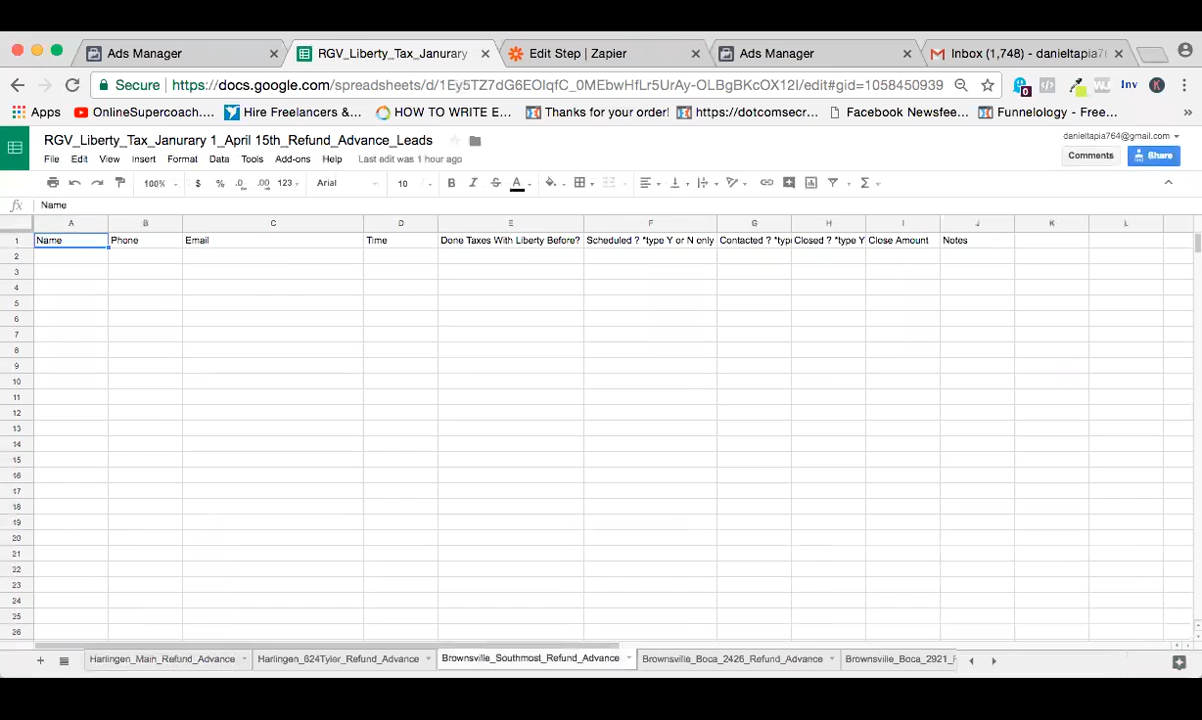 Ads Manager
RGV_Liberty_Tax_Janurary
Edit Step | Zapier
Ads Manager
Inbox (1,748) - danieltapia7
Secure
https://docs.google.com/spreadsheets/d/1Ey5TZ7dG6EOIqfC_0MEbwHfLr5UrAy-OLBgBKcOX12I/edit#gid=1058450939
Apps
OnlineSupercoach....
Hire Freelancers &...
HOW TO WRITE E...
Thanks for your order!
https://dotcomsecr...
Facebook Newsfee...
Funnelology - Free...
»
Inv
K
0
RGV_Liberty_Tax_Janurary 1_April 15th_Refund_Advance_Leads
danieltapia764@gmail.com
File Edit View Insert Format Data Tools Add-ons Help Last edit was 1 hour ago
Comments
Share
100% $ % .0 .00 123 Arial 10 B I S A
fx Name
A B C D E F G H I J K L
1 Name Phone Email Time Done Taxes With Liberty Before? Scheduled ? *type Y or N only Contacted ? *typ Closed ? *type Y Close Amount Notes
2
3
4
5
6
7
8
9
10
11
12
13
14
15
16
17
18
19
20
21
22
23
24
25
26
Harlingen_Main_Refund_Advance
Harlingen_624Tyler_Refund_Advance
Brownsville_Southmost_Refund_Advance
Brownsville_Boca_2426_Refund_Advance
Brownsville_Boca_2921_